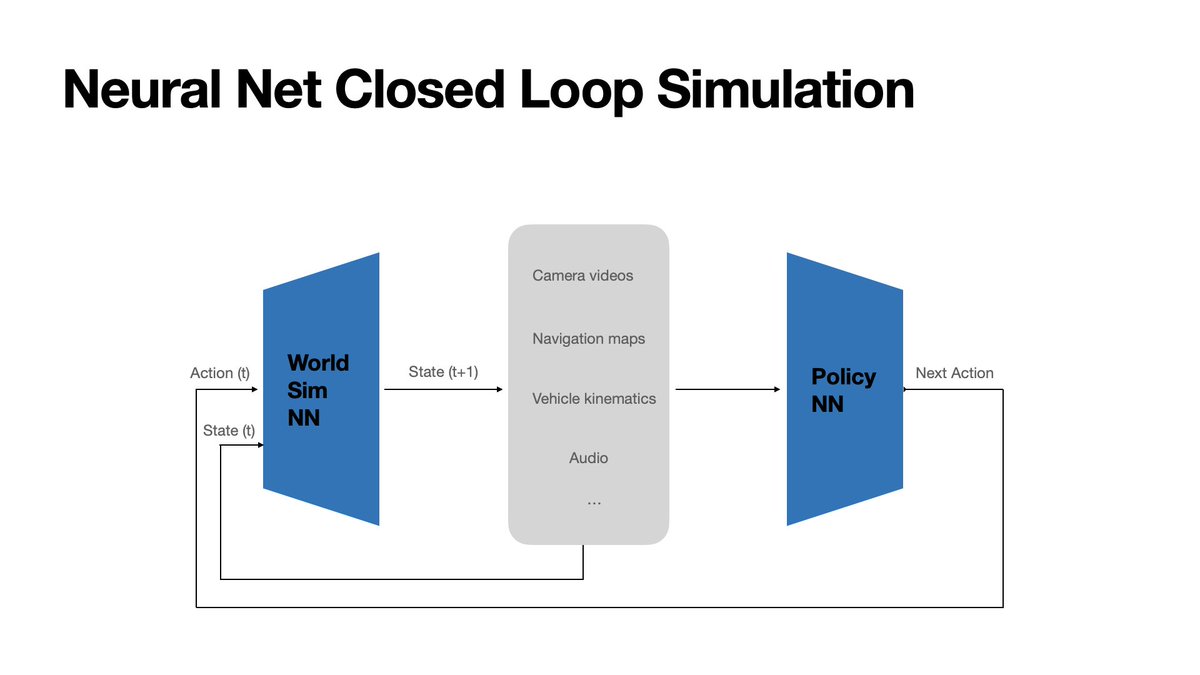 Neural Net Closed Loop Simulation
Action (t)
State (t)
World
Sim
NN
State (t+1)
Camera videos
Navigation maps
Vehicle kinematics
Audio
...
Policy
NN
Next Action